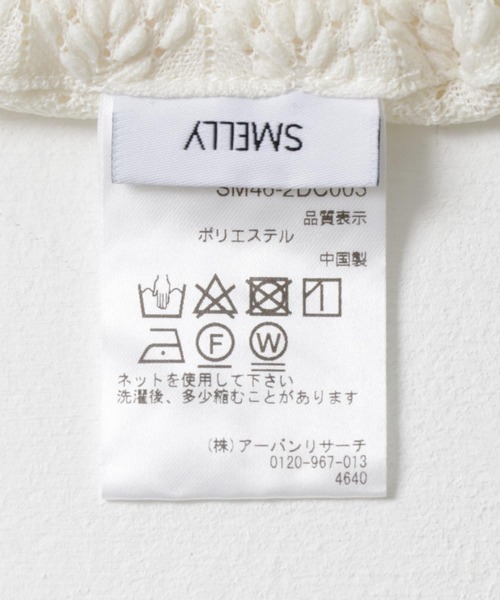 SMELLY
SM46-2DC003
品質表示
ポリエステル
中国製
F W
ネットを使用して下さい
洗濯後、多少縮むことがあります
(株)アーバンリサーチ
0120-967-013
4640